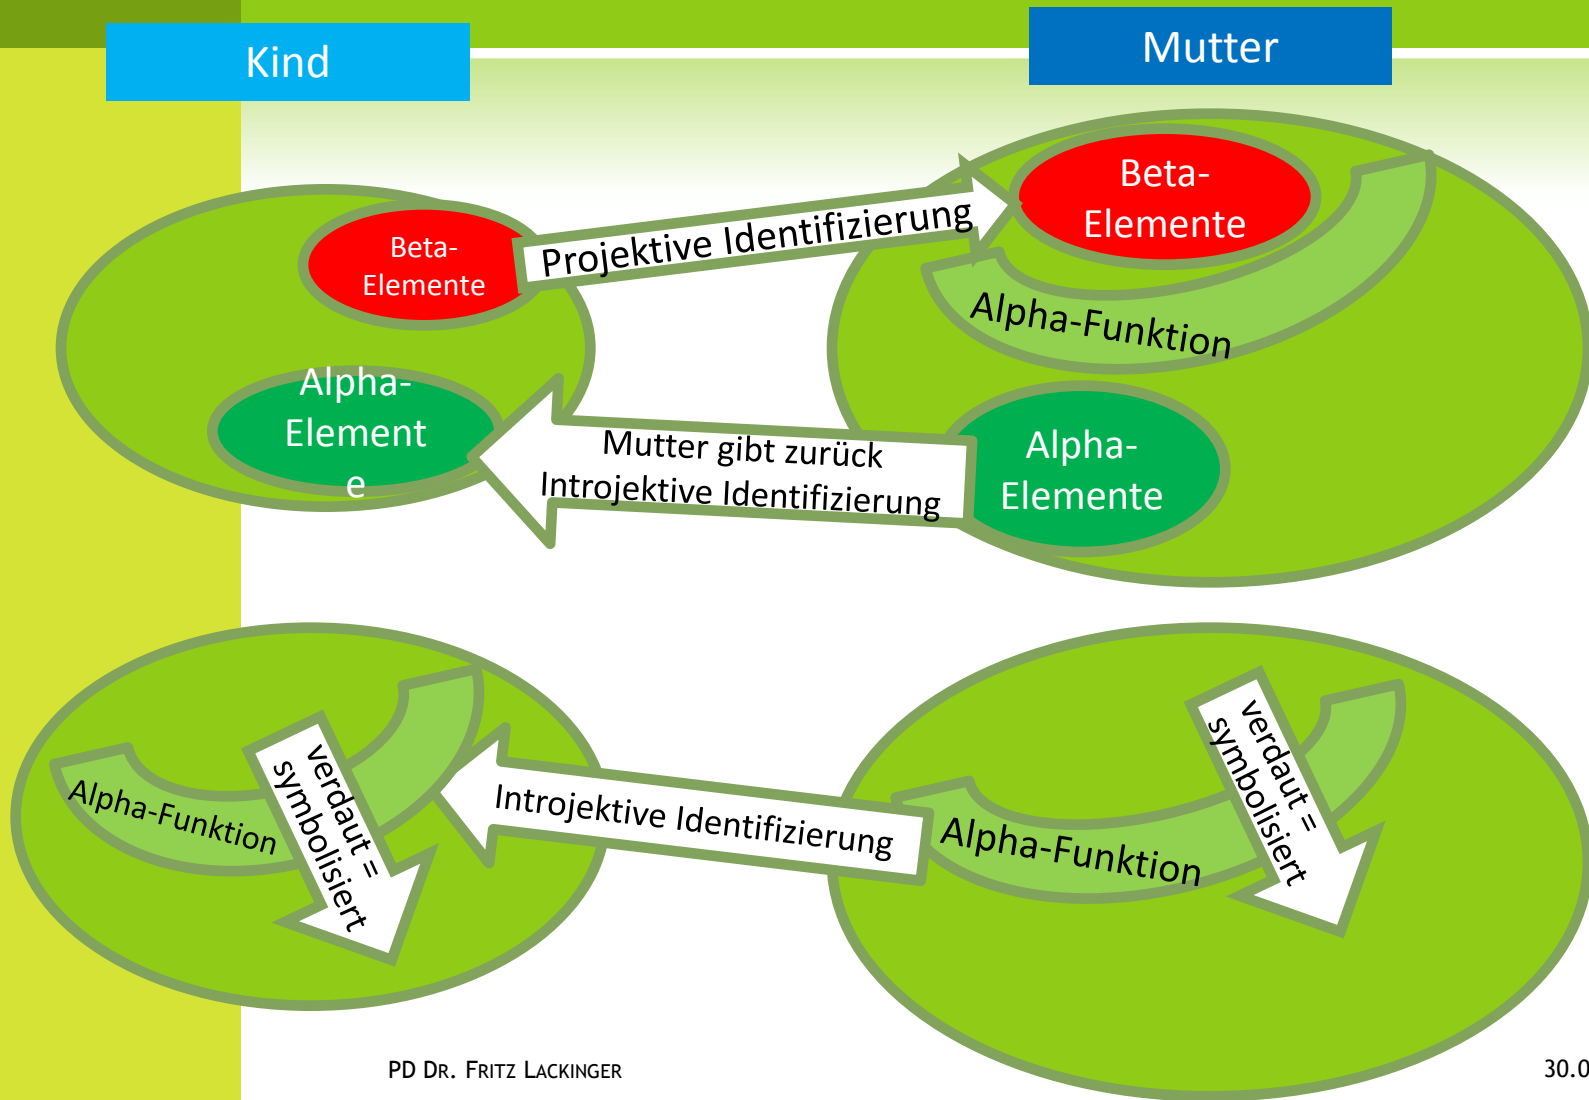 Kind
Mutter
Beta-
Elemente
Projektive Identifizierung
Beta-
Elemente
Alpha-Funktion
Alpha-
Element
e
Mutter gibt zurück
Introjektive Identifizierung
Alpha-
Elemente
Alpha-Funktion
verdaut =
symbolisiert
Introjektive Identifizierung
Alpha-Funktion
verdaut =
symbolisiert
PD DR. FRITZ LACKINGER
30.0